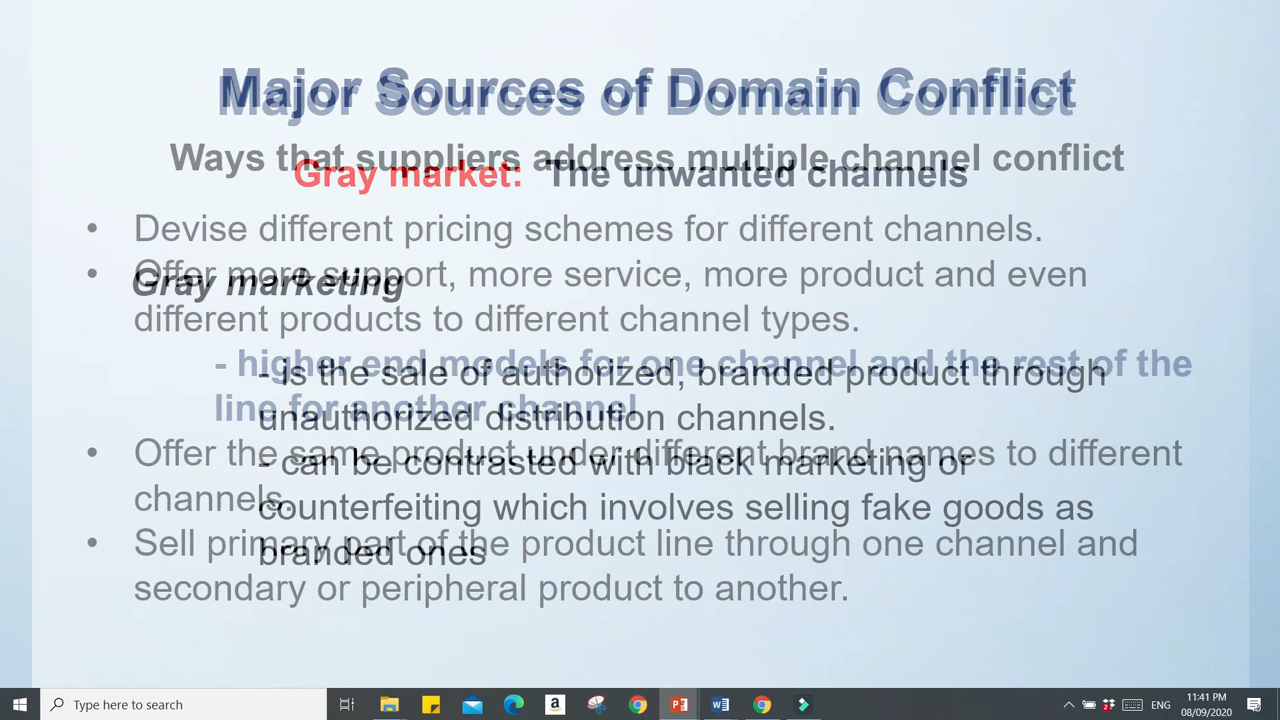 Major Sources of Domain Conflict
Ways that suppliers address multiple channel conflict
Gray market: The unwanted channels
• Devise different pricing schemes for different channels.
• Offer more support, more service, more product and even
different products to different channel types.
Gray marketing
- higher end models for one channel and the rest of the
line for another channel
- is the sale of authorized, branded product through
unauthorized distribution channels.
• Offer the same product under different brand names to different
channels.
- can be contrasted with black marketing or
counterfeiting which involves selling fake goods as
branded ones
• Sell primary part of the product line through one channel and
secondary or peripheral product to another.
Type here to search
ENG
11:41 PM
08/09/2020